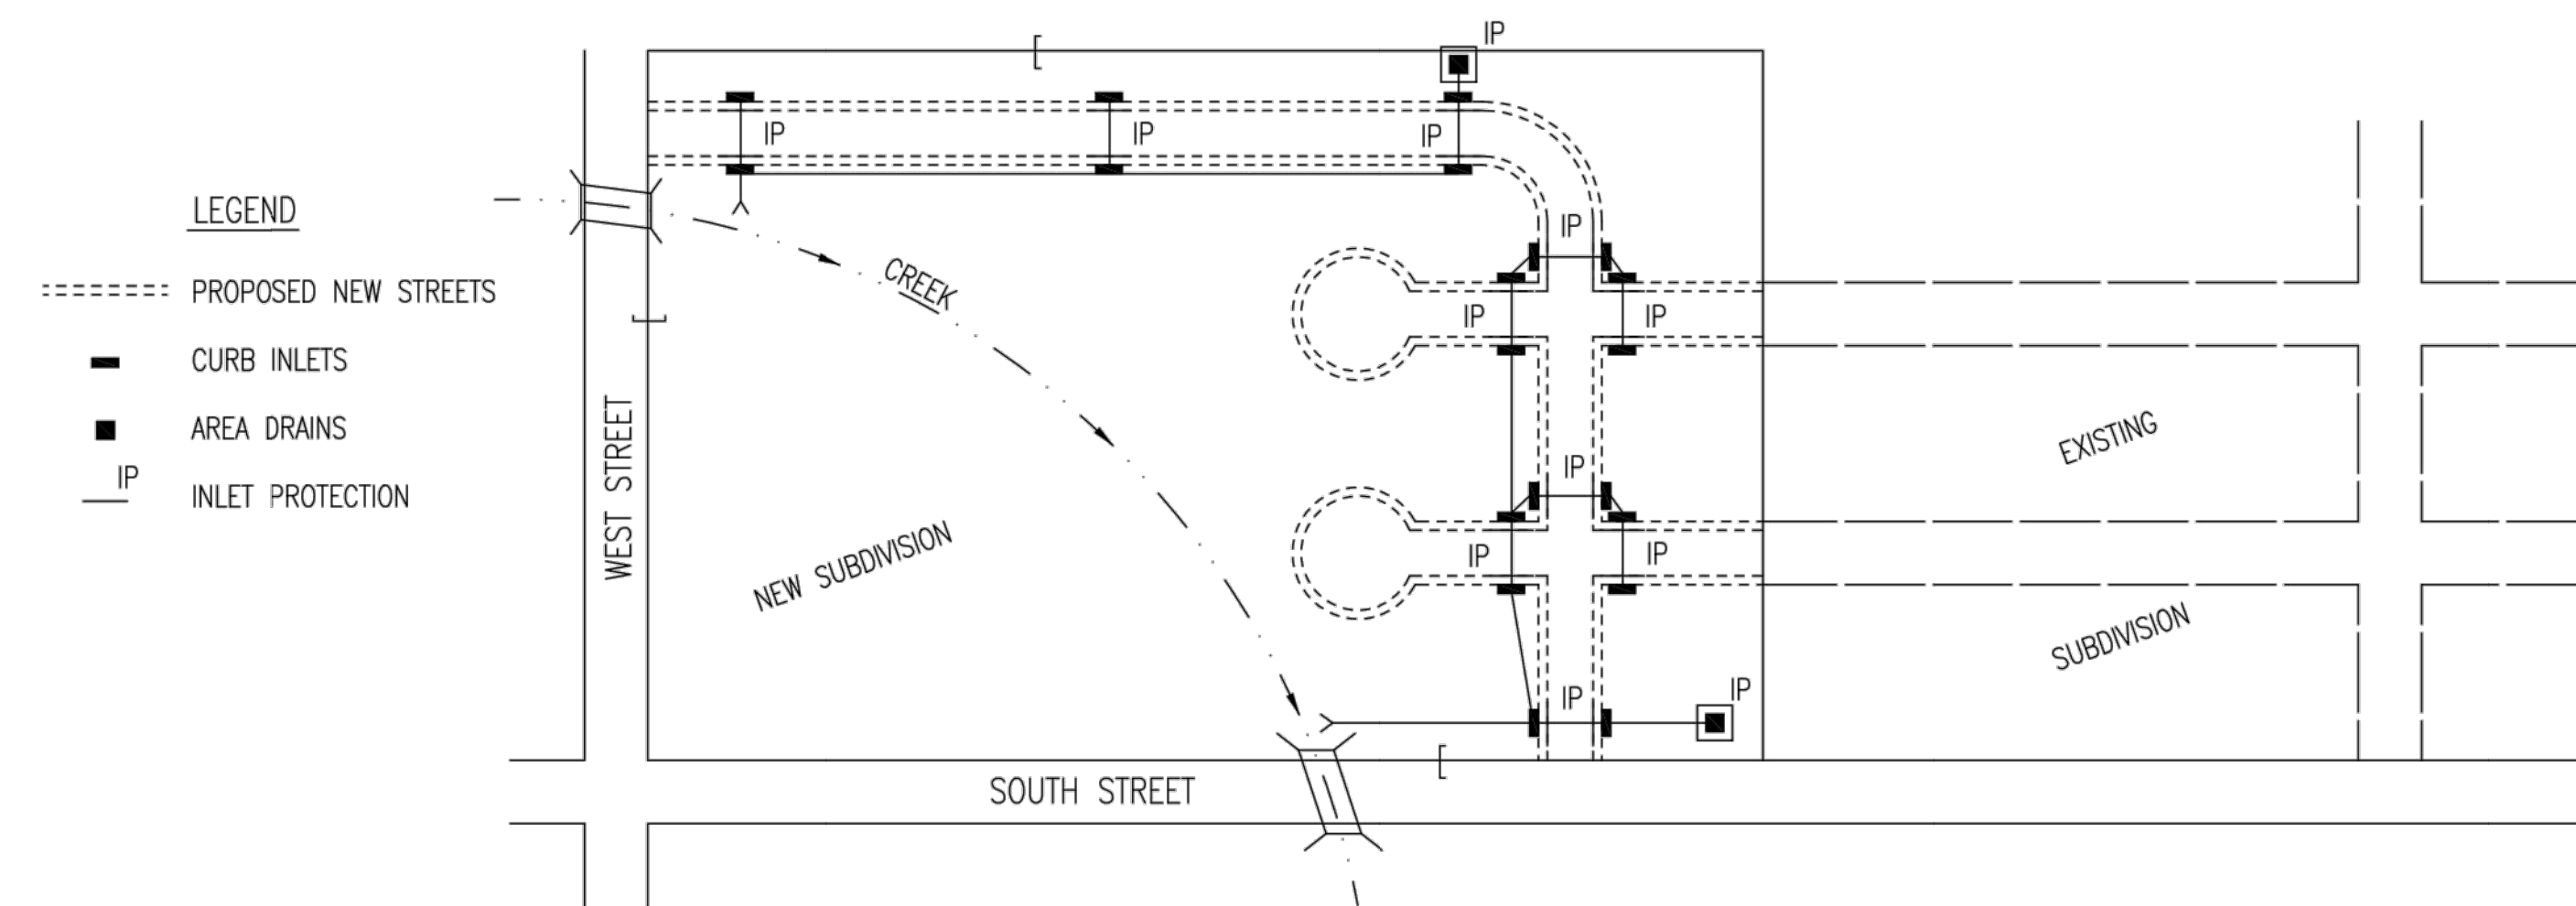 IP
IP
IP
IP
LEGEND
IP
CREEK
PROPOSED NEW STREETS
IP
IP
CURB INLETS
AREA DRAINS
EXISTING
WEST STREET
IP
IP
INLET PROTECTION
NEW SUBDIVISION
IP
IP
SUBDIVISION
IP
IP
SOUTH STREET